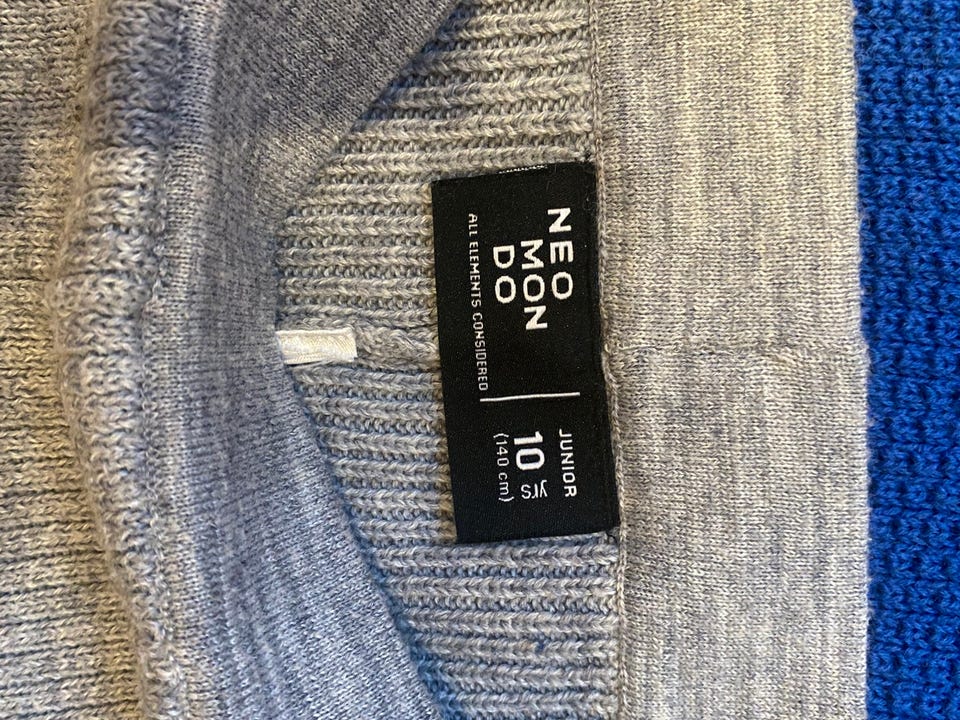 NEO
MON
DO
ALL ELEMENTS CONSIDERED
JUNIOR
10 yrs
(140 cm)